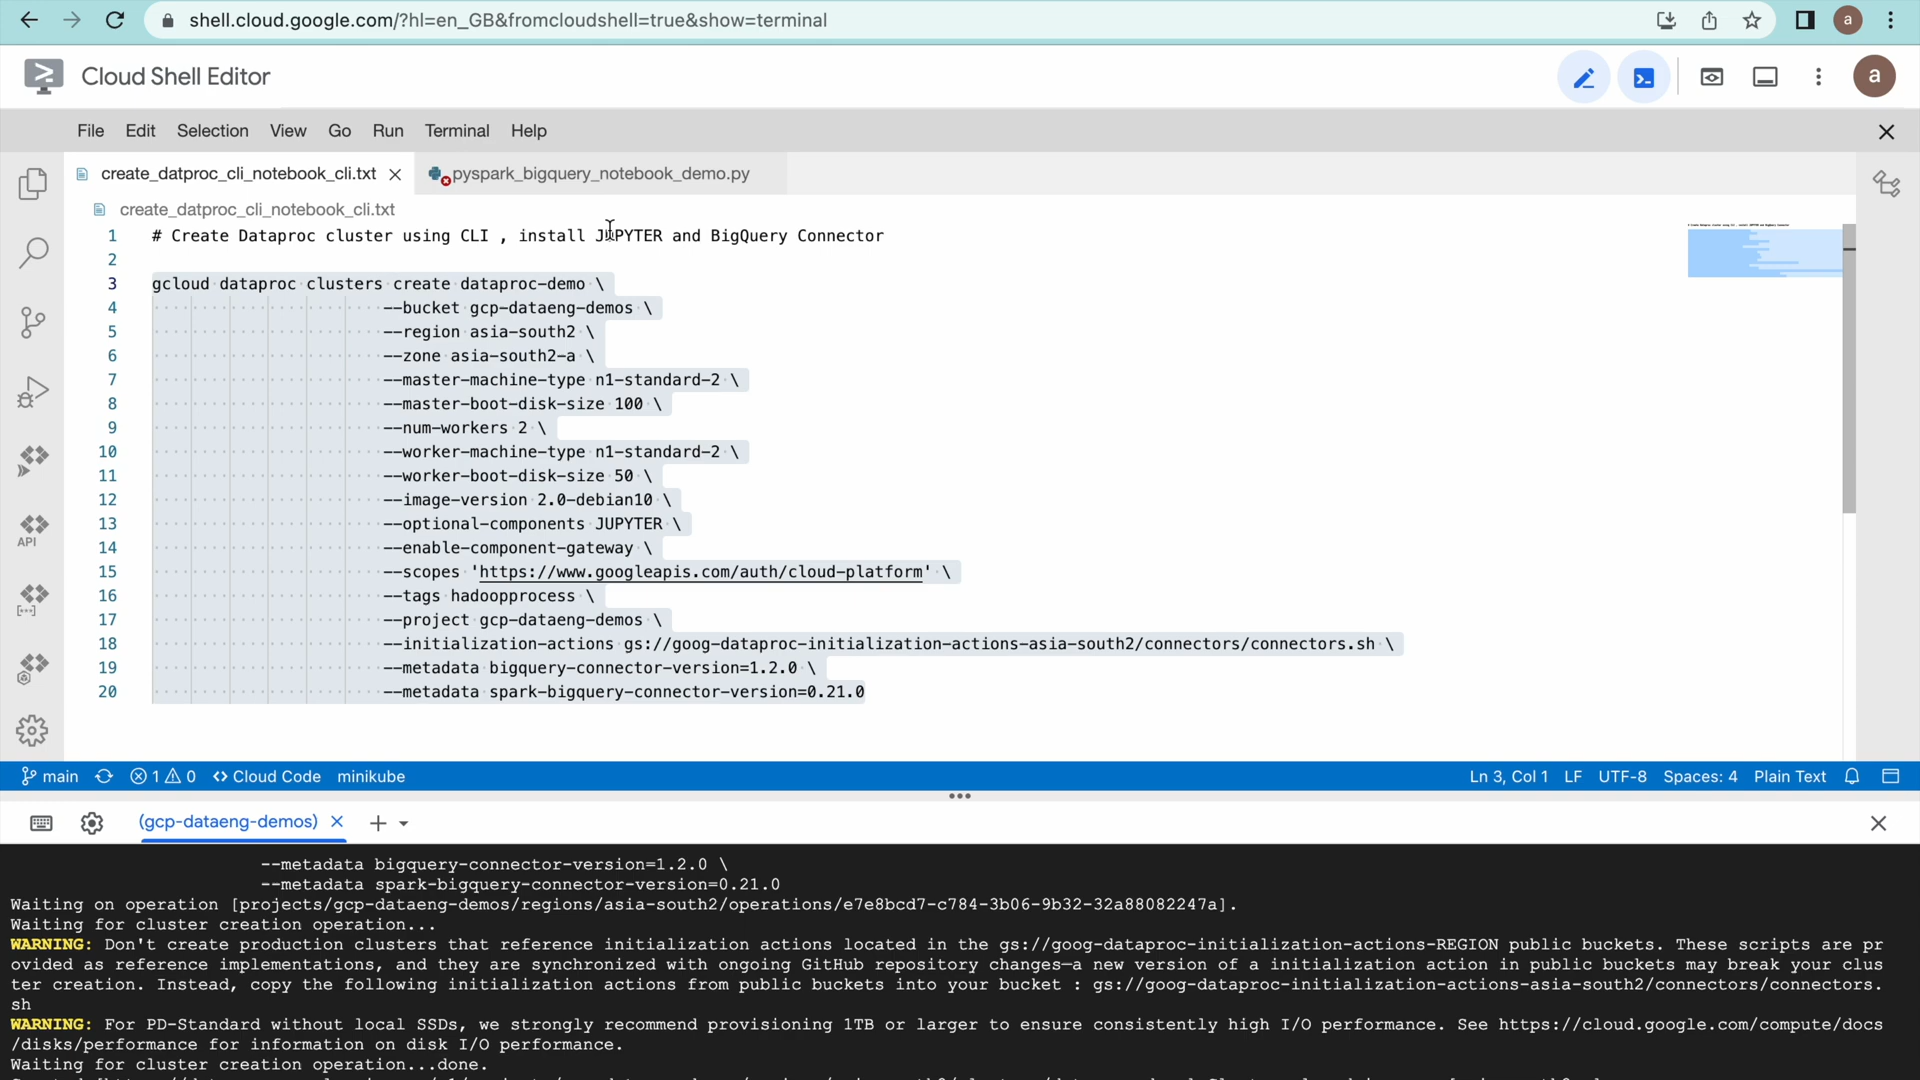 shell.cloud.google.com/?hl=en_GB&fromcloudshell=true&show=terminal
a
Cloud Shell Editor
a
File Edit Selection View Go Run Terminal Help
create_datproc_cli_notebook_cli.txt
pyspark_bigquery_notebook_demo.py
create_datproc_cli_notebook_cli.txt
1 # Create Dataproc cluster using CLI , install JUPYTER and BigQuery Connector
2
3 gcloud dataproc clusters create dataproc-demo \
4 --bucket gcp-dataeng-demos \
5 --region asia-south2 \
6 --zone asia-south2-a \
7 --master-machine-type n1-standard-2 \
8 --master-boot-disk-size 100 \
9 --num-workers 2 \
10 --worker-machine-type n1-standard-2 \
11 --worker-boot-disk-size 50 \
12 --image-version 2.0-debian10 \
13 --optional-components JUPYTER \
14 --enable-component-gateway \
15 --scopes 'https://www.googleapis.com/auth/cloud-platform' \
16 --tags hadoopprocess \
17 --project gcp-dataeng-demos \
18 --initialization-actions gs://goog-dataproc-initialization-actions-asia-south2/connectors/connectors.sh \
19 --metadata bigquery-connector-version=1.2.0 \
20 --metadata spark-bigquery-connector-version=0.21.0
API
main 1 0 Cloud Code minikube Ln 3, Col 1 LF UTF-8 Spaces: 4 Plain Text
(gcp-dataeng-demos)
--metadata bigquery-connector-version=1.2.0 \
--metadata spark-bigquery-connector-version=0.21.0
Waiting on operation [projects/gcp-dataeng-demos/regions/asia-south2/operations/e7e8bcd7-c784-3b06-9b32-32a88082247a].
Waiting for cluster creation operation...
WARNING: Don't create production clusters that reference initialization actions located in the gs://goog-dataproc-initialization-actions-REGION public buckets. These scripts are pr
ovided as reference implementations, and they are synchronized with ongoing GitHub repository changes—a new version of a initialization action in public buckets may break your clus
ter creation. Instead, copy the following initialization actions from public buckets into your bucket : gs://goog-dataproc-initialization-actions-asia-south2/connectors/connectors.
sh
WARNING: For PD-Standard without local SSDs, we strongly recommend provisioning 1TB or larger to ensure consistently high I/O performance. See https://cloud.google.com/compute/docs
/disks/performance for information on disk I/O performance.
Waiting for cluster creation operation...done.